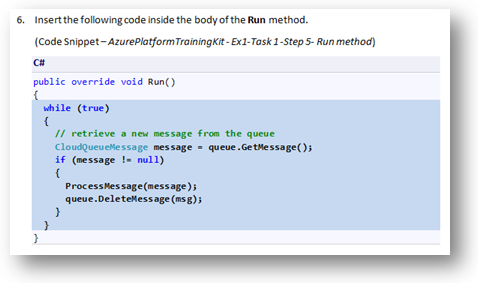 6. Insert the following code inside the body of the Run method.
(Code Snippet – AzurePlatformTrainingKit - Ex1-Task 1 -Step 5- Run method)
C#
public override void Run()
{
while (true)
{
// retrieve a new message from the queue
CloudQueueMessage message = queue.GetMessage();
if (message != null)
{
ProcessMessage(message);
queue.DeleteMessage(msg);
}
}
}